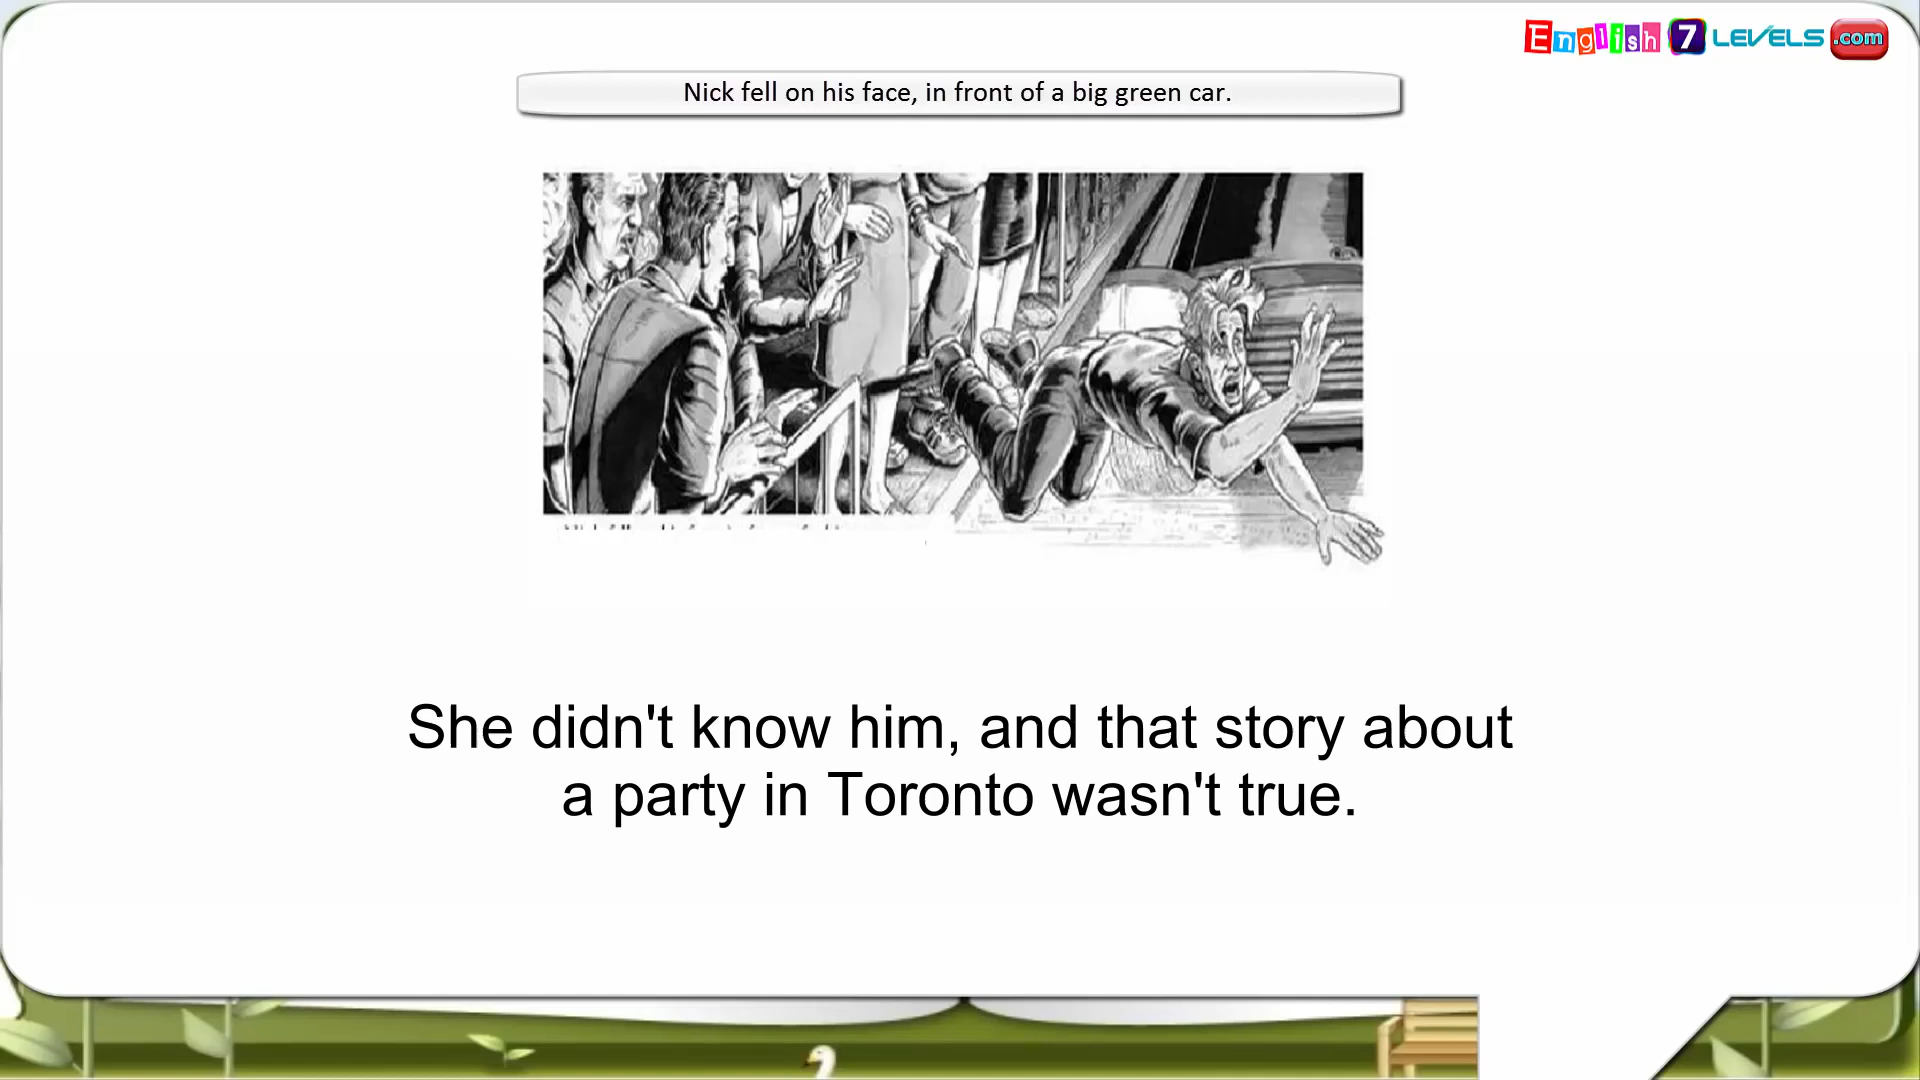 English 7 LEVELS .com
Nick fell on his face, in front of a big green car.
She didn't know him, and that story about
a party in Toronto wasn't true.